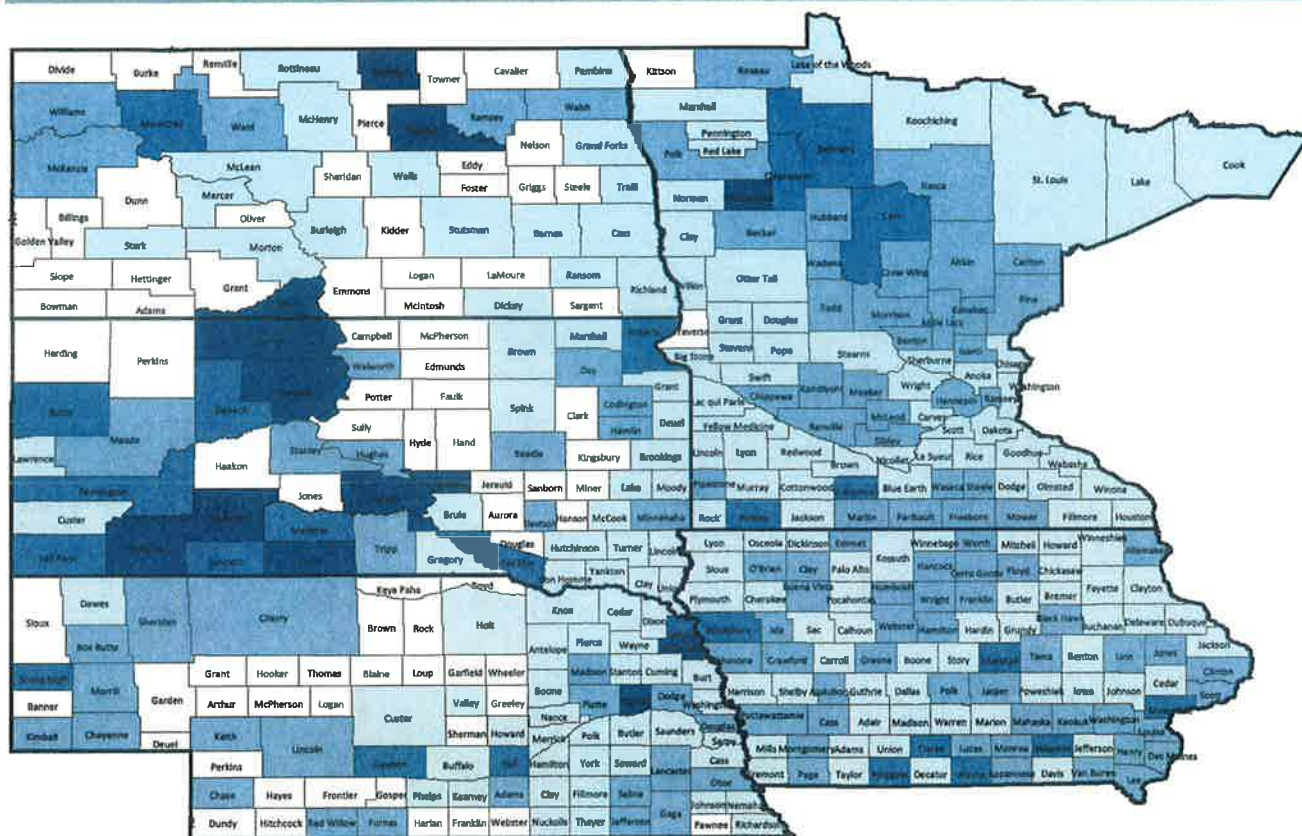 Divide Burke Renville Bottineau Towner Cavalier Pembina Kittson Roseau Lake of the Woods
Williams Ward McHenry Pierce Ramsey Walsh Marshall Koochiching
McKenzie McLean Sheridan Wells Eddy Nelson Grand Forks Polk Pennington Red Lake Itasca St. Louis Lake Cook
Dunn Mercer Oliver Foster Griggs Steele Traill Norman
Billings Golden Valley Stark Burleigh Kidder Stutsman Barnes Cass Clay Becker Hubbard Cass
Morton Wadena Crow Wing Aitkin Carlton
Slope Hettinger Grant Emmons Logan LaMoure Ransom Richland Wilkin Otter Tail Todd Morrison Kanabec Pine
Bowman Adams McIntosh Dickey Sargent Grant Douglas Mille Lacs
Harding Perkins Campbell McPherson Brown Marshall Roberts Traverse Stevens Pope Stearns Benton Isanti Chisago
Walworth Edmunds Day Big Stone Swift Sherburne Anoka Washington
Butte Ziebach Potter Faulk Spink Clark Codington Grant Lac qui Parle Chippewa Kandiyohi Meeker Wright Hennepin Ramsey
Meade Sully Hyde Hand Hamlin Deuel Yellow Medicine Renville McLeod Carver Scott Dakota
Lawrence Haakon Stanley Hughes Beadle Kingsbury Brookings Lincoln Lyon Redwood Brown Nicollet Sibley Le Sueur Rice Goodhue Wabasha
Pennington Jones Jerauld Sanborn Miner Lake Moody Pipestone Murray Cottonwood Blue Earth Waseca Steele Dodge Olmsted Winona
Custer Brule Aurora Hanson McCook Minnehaha Rock Jackson Martin Faribault Freeborn Mower Fillmore Houston
Fall River Bennett Tripp Gregory Douglas Hutchinson Turner Lincoln Lyon Osceola Dickinson Emmet Kossuth Winnebago Worth Mitchell Howard Winneshiek Allamakee
Yankton Clay Union Sioux O'Brien Clay Palo Alto Hancock Cerro Gordo Floyd Chickasaw
Keya Paha Boyd Bon Homme Plymouth Cherokee Buena Vista Pocahontas Humboldt Wright Franklin Butler Bremer Fayette Clayton
Sioux Dawes Sheridan Cherry Brown Rock Holt Knox Cedar Dixon Woodbury Ida Sac Calhoun Webster Hamilton Hardin Grundy Black Hawk Buchanan Delaware Dubuque
Box Butte Antelope Pierce Wayne Monona Crawford Carroll Greene Boone Story Marshall Tama Benton Linn Jones Jackson
Grant Hooker Thomas Blaine Loup Garfield Wheeler Madison Stanton Cuming Burt Clinton
Morrill Garden Boone Harrison Shelby Audubon Guthrie Dallas Polk Jasper Poweshiek Iowa Johnson Cedar Scott
Banner Arthur McPherson Logan Custer Valley Greeley Platte Dodge Washington
Nance Pottawattamie Cass Adair Madison Warren Marion Mahaska Keokuk Washington Louisa
Kimball Cheyenne Deuel Keith Lincoln Sherman Howard Merrick Polk Butler Saunders Douglas Sarpy
Perkins Buffalo Hall Hamilton York Seward Lancaster Cass Mills Montgomery Adams Union Clarke Lucas Monroe Jefferson Henry Des Moines
Otoe Fremont Page Taylor Decatur Wayne Davis Van Buren Lee
Chase Hayes Frontier Gosper Phelps Kearney Adams Clay Fillmore Saline Gage Johnson Nemaha
Dundy Hitchcock Red Willow Furnas Harlan Franklin Webster Nuckolls Thayer Jefferson Pawnee Richardson